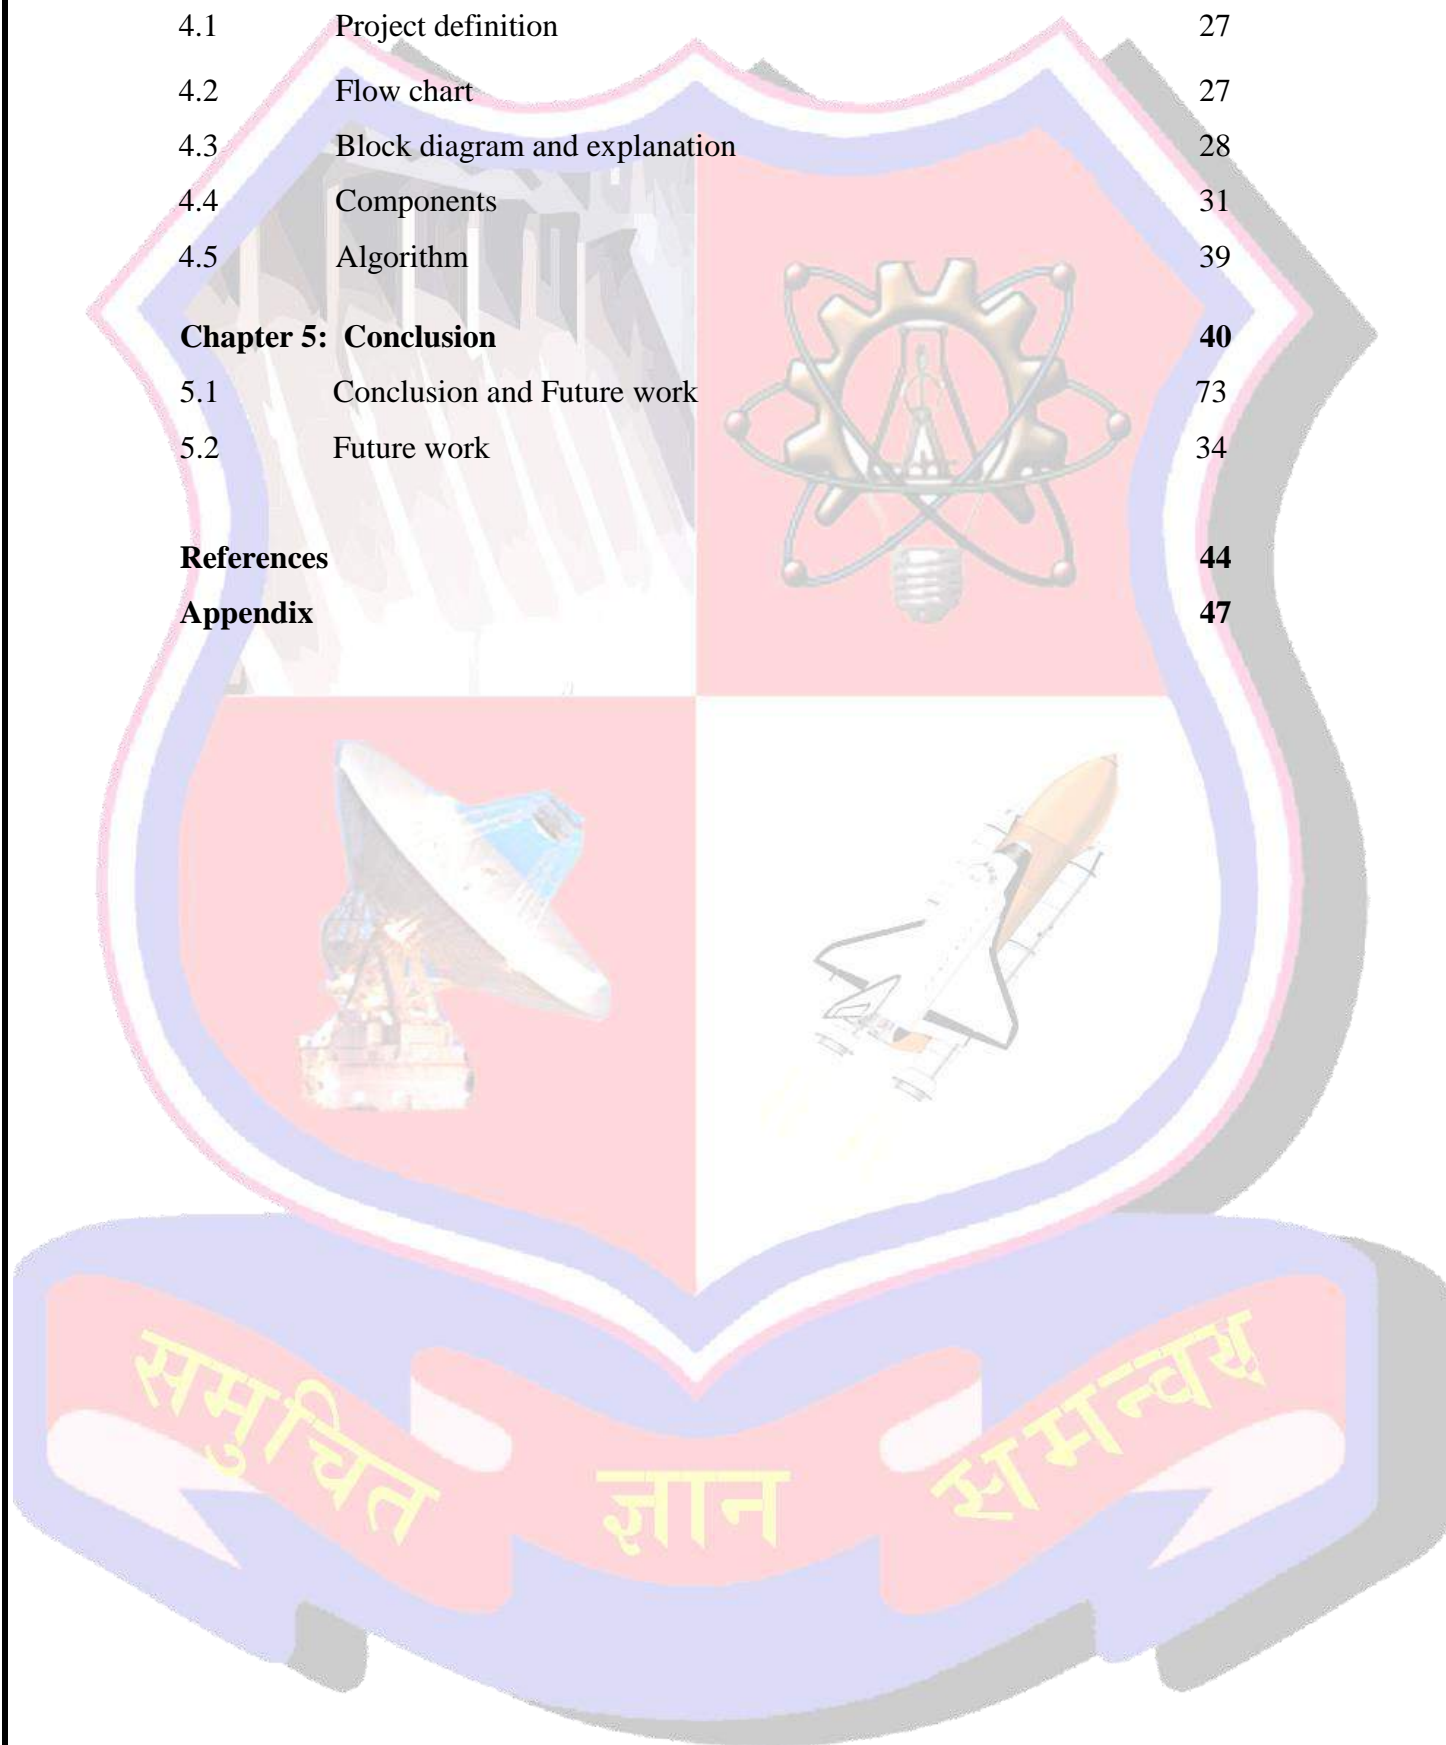 4.1 Project definition 27
4.2 Flow chart 27
4.3 Block diagram and explanation 28
4.4 Components 31
4.5 Algorithm 39
Chapter 5: Conclusion 40
5.1 Conclusion and Future work 73
5.2 Future work 34
References 44
Appendix 47
समुचित ज्ञान समन्वय